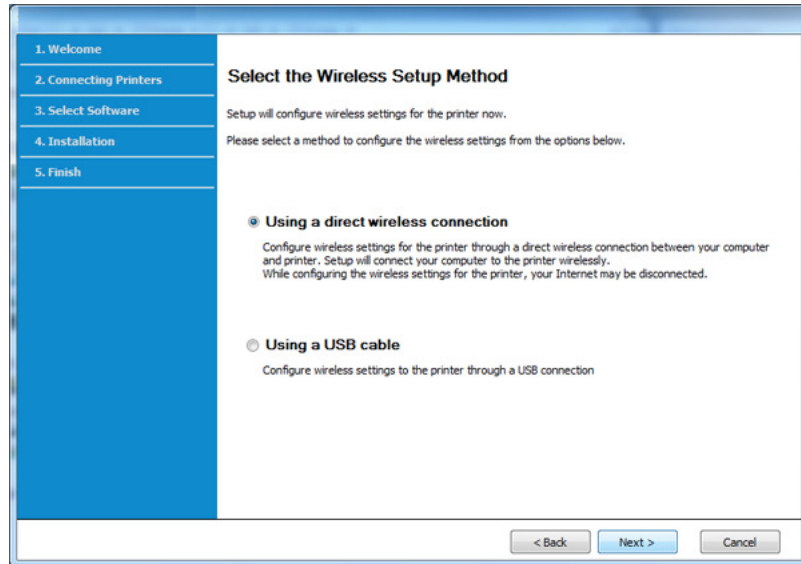 1. Welcome
2. Connecting Printers
3. Select Software
4. Installation
5. Finish
Select the Wireless Setup Method
Setup will configure wireless settings for the printer now.
Please select a method to configure the wireless settings from the options below.
Using a direct wireless connection
Configure wireless settings for the printer through a direct wireless connection between your computer
and printer. Setup will connect your computer to the printer wirelessly.
While configuring the wireless settings for the printer, your Internet may be disconnected.
Using a USB cable
Configure wireless settings to the printer through a USB connection
< Back
Next >
Cancel